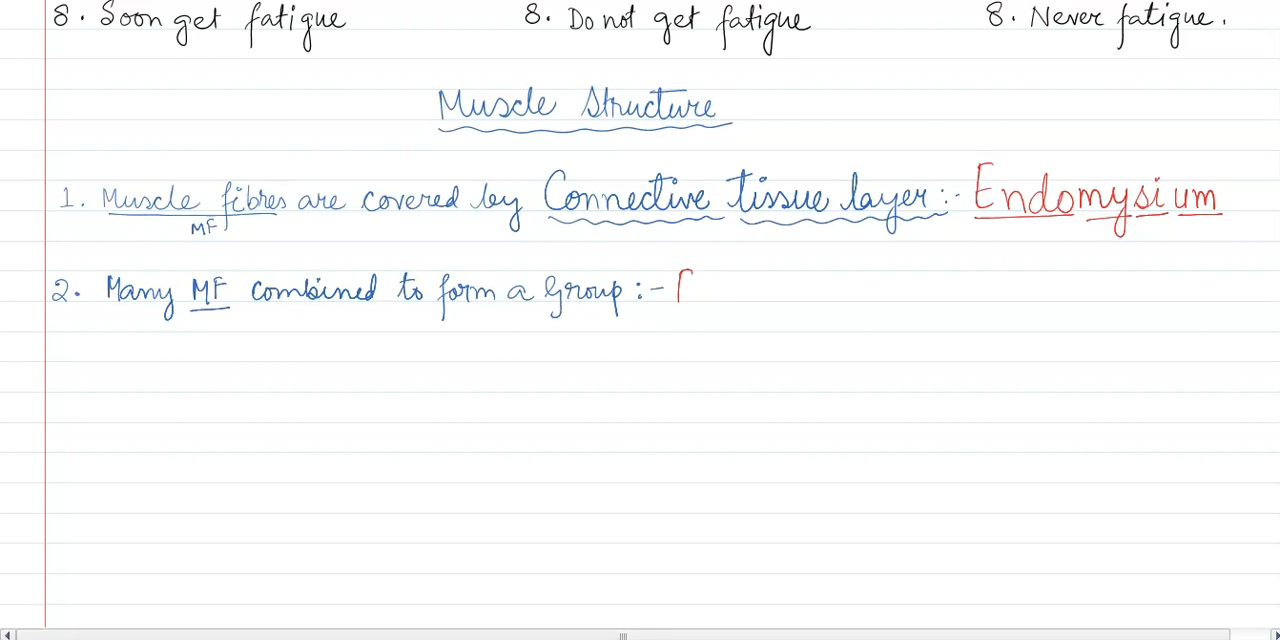 8. Soon get fatigue 8. Do not get fatigue 8. Never fatigue.
Muscle Structure
1. Muscle fibres are covered by Connective tissue layer:- Endomysium
MF
2. Many MF combined to form a Group:-